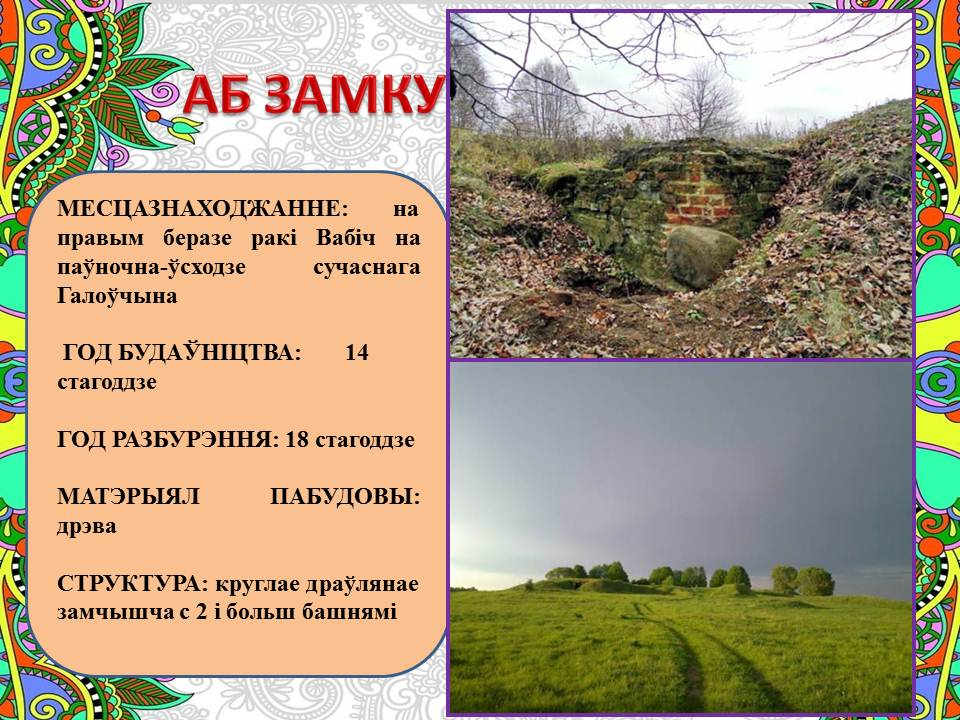 АБ ЗАМКУ
МЕСЦАЗНАХОДЖАННЕ: на
правым беразе ракі Вабіч на
паўночна-ўсходзе сучаснага
Галоўчына
ГОД БУДАЎНІЦТВА: 14
стагоддзе
ГОД РАЗБУРЭННЯ: 18 стагоддзе
МАТЭРЫЯЛ ПАБУДОВЫ:
дрэва
СТРУКТУРА: круглае драўлянае
замчышча с 2 і больш башнямі